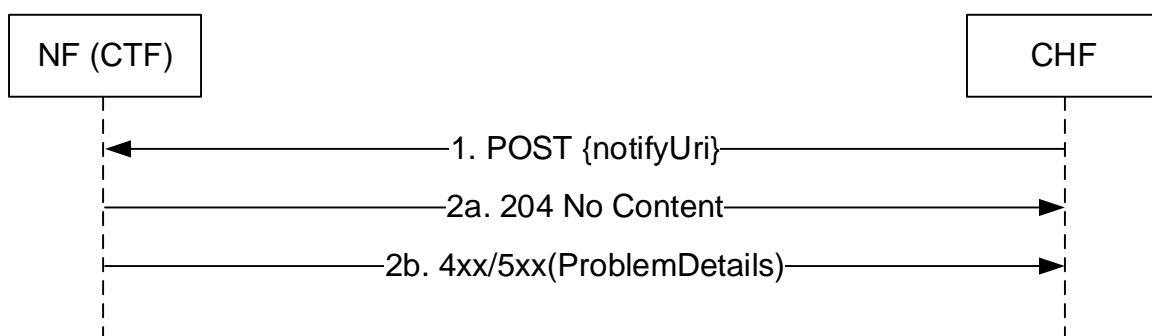 NF (CTF)
CHF
1. POST {notifyUri}
2a. 204 No Content
2b. 4xx/5xx(ProblemDetails)